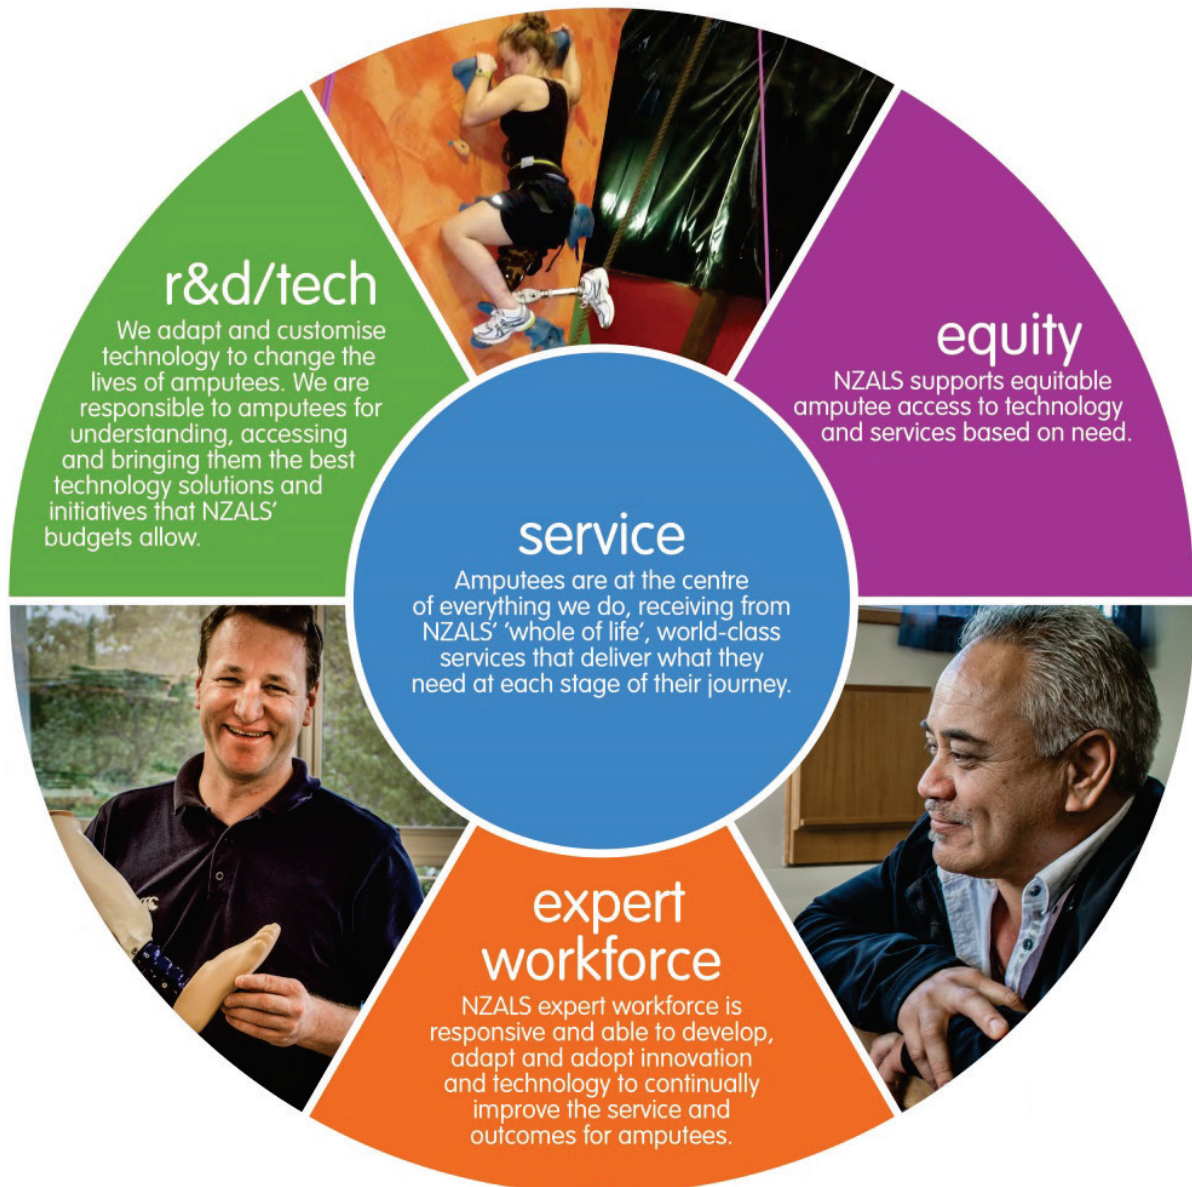 r&d/tech
We adapt and customise
technology to change the
lives of amputees. We are
responsible to amputees for
understanding, accessing
and bringing them the best
technology solutions and
initiatives that NZALS’
budgets allow.
equity
NZALS supports equitable
amputee access to technology
and services based on need.
service
Amputees are at the centre
of everything we do, receiving from
NZALS’ ‘whole of life’, world-class
services that deliver what they
need at each stage of their journey.
expert
workforce
NZALS expert workforce is
responsive and able to develop,
adapt and adopt innovation
and technology to continually
improve the service and
outcomes for amputees.